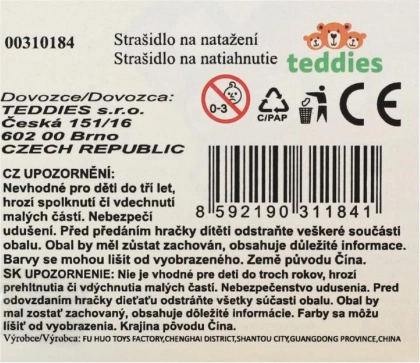 00310184
Strašidlo na natažení
Strašidlo na natiahnutie
teddies
Dovozce/Dovozca:
TEDDIES s.r.o.
Česká 151/16
602 00 Brno
CZECH REPUBLIC
0-3
C/PAP
CE
8 592190 311841
CZ UPOZORNĚNÍ:
Nevhodné pro děti do tří let,
hrozí spolknutí či vdechnutí
malých částí. Nebezpečí
udušení. Před předáním hračky dítěti odstraňte veškeré součásti
obalu. Obal by měl zůstat zachován, obsahuje důležité informace.
Barvy se mohou lišit od vyobrazeného. Země původu Čína.
SK UPOZORNENIE: Nie je vhodné pre deti do troch rokov, hrozí
prehltnutia či vdýchnutia malých častí. Nebezpečenstvo udusenia. Pred
odovzdaním hračky dieťaťu odstráňte všetky súčasti obalu. Obal by
mal zostať zachovaný, obsahuje dôležité informácie. Farby sa môžu
líšiť od vyobrazenia. Krajina pôvodu Čína.
Výrobce/Výrobca: FU HUO TOYS FACTORY,CHENGHAI DISTRICT,SHANTOU CITY,GUANGDONG PROVINCE,CHINA